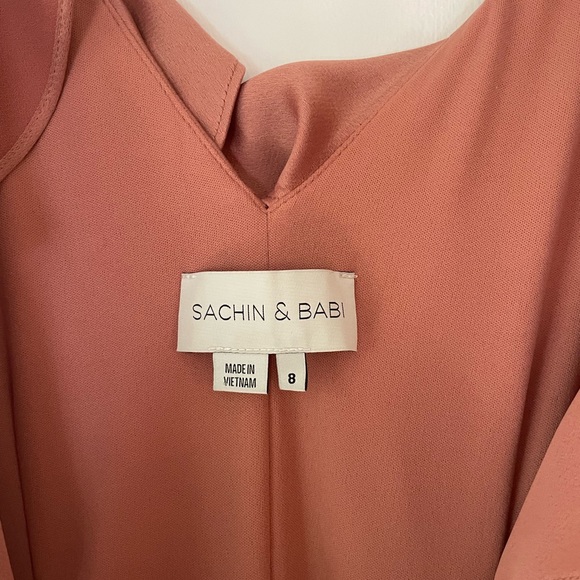 SACHIN & BABI
MADE IN
VIETNAM
8